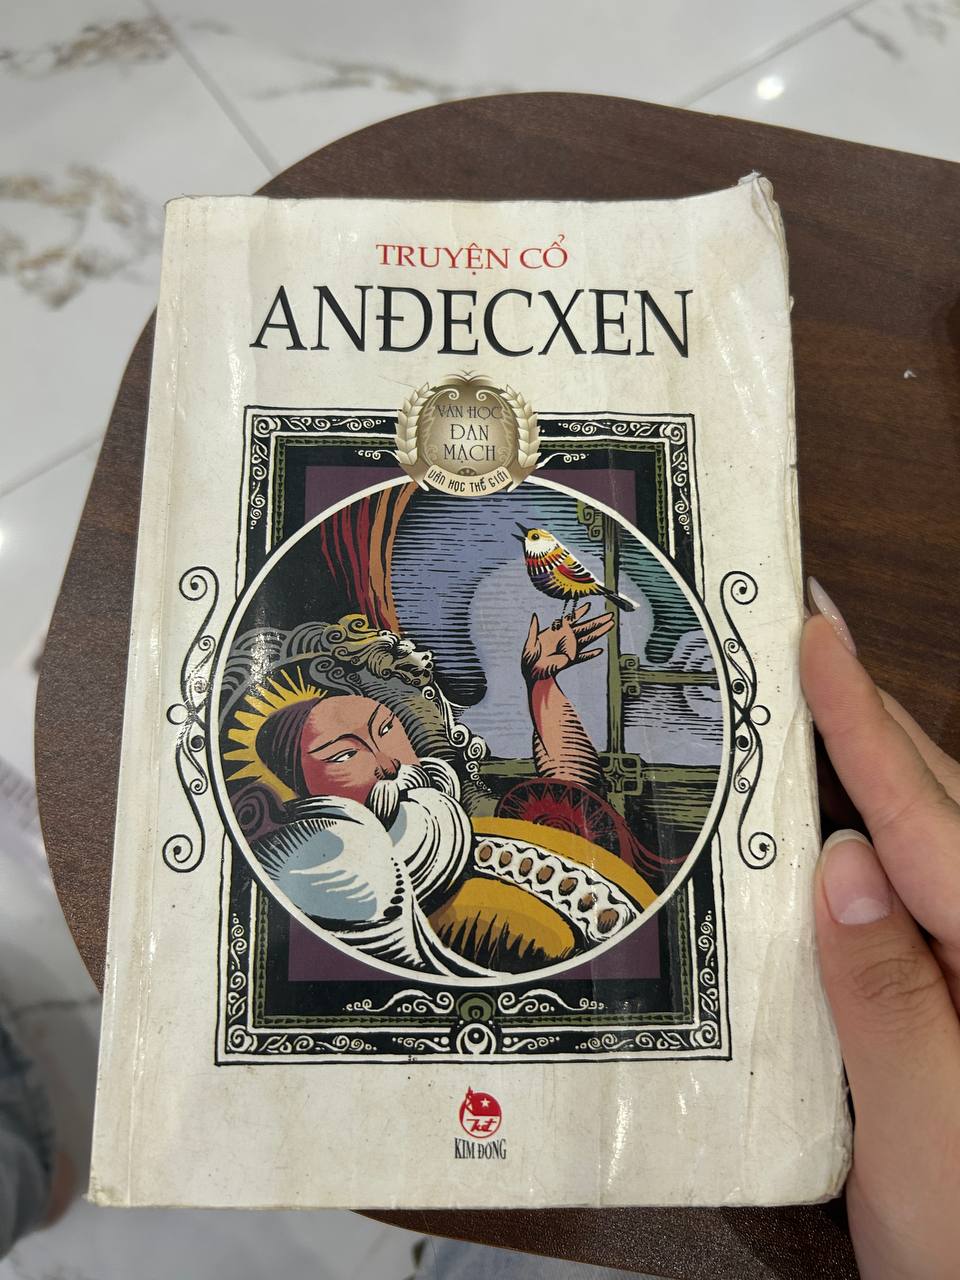 TRUYỆN CỔ
ANĐECXEN
VĂN HỌC
ĐAN
MẠCH
VĂN HỌC THẾ GIỚI
KIM ĐỒNG